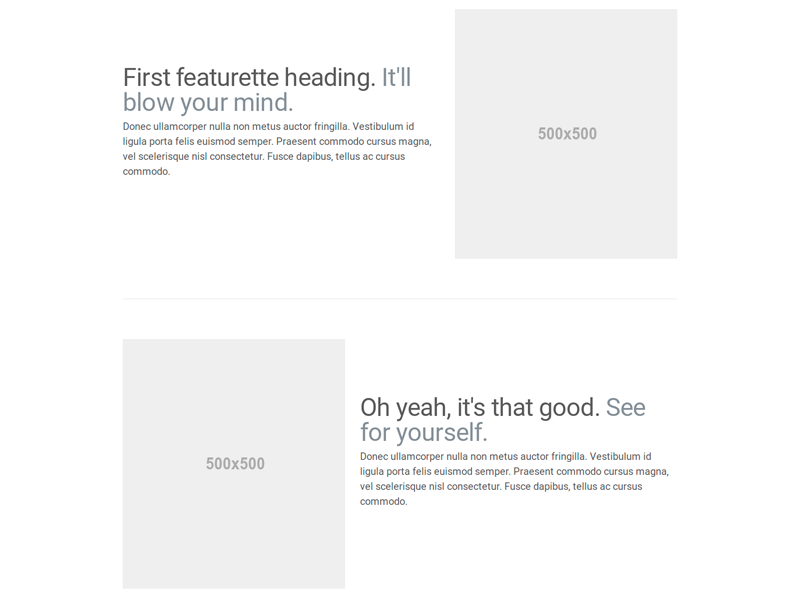 First featurette heading. It'll
blow your mind.
Donec ullamcorper nulla non metus auctor fringilla. Vestibulum id
ligula porta felis euismod semper. Praesent commodo cursus magna,
vel scelerisque nisl consectetur. Fusce dapibus, tellus ac cursus
commodo.
500x500
500x500
Oh yeah, it's that good. See
for yourself.
Donec ullamcorper nulla non metus auctor fringilla. Vestibulum id
ligula porta felis euismod semper. Praesent commodo cursus magna,
vel scelerisque nisl consectetur. Fusce dapibus, tellus ac cursus
commodo.